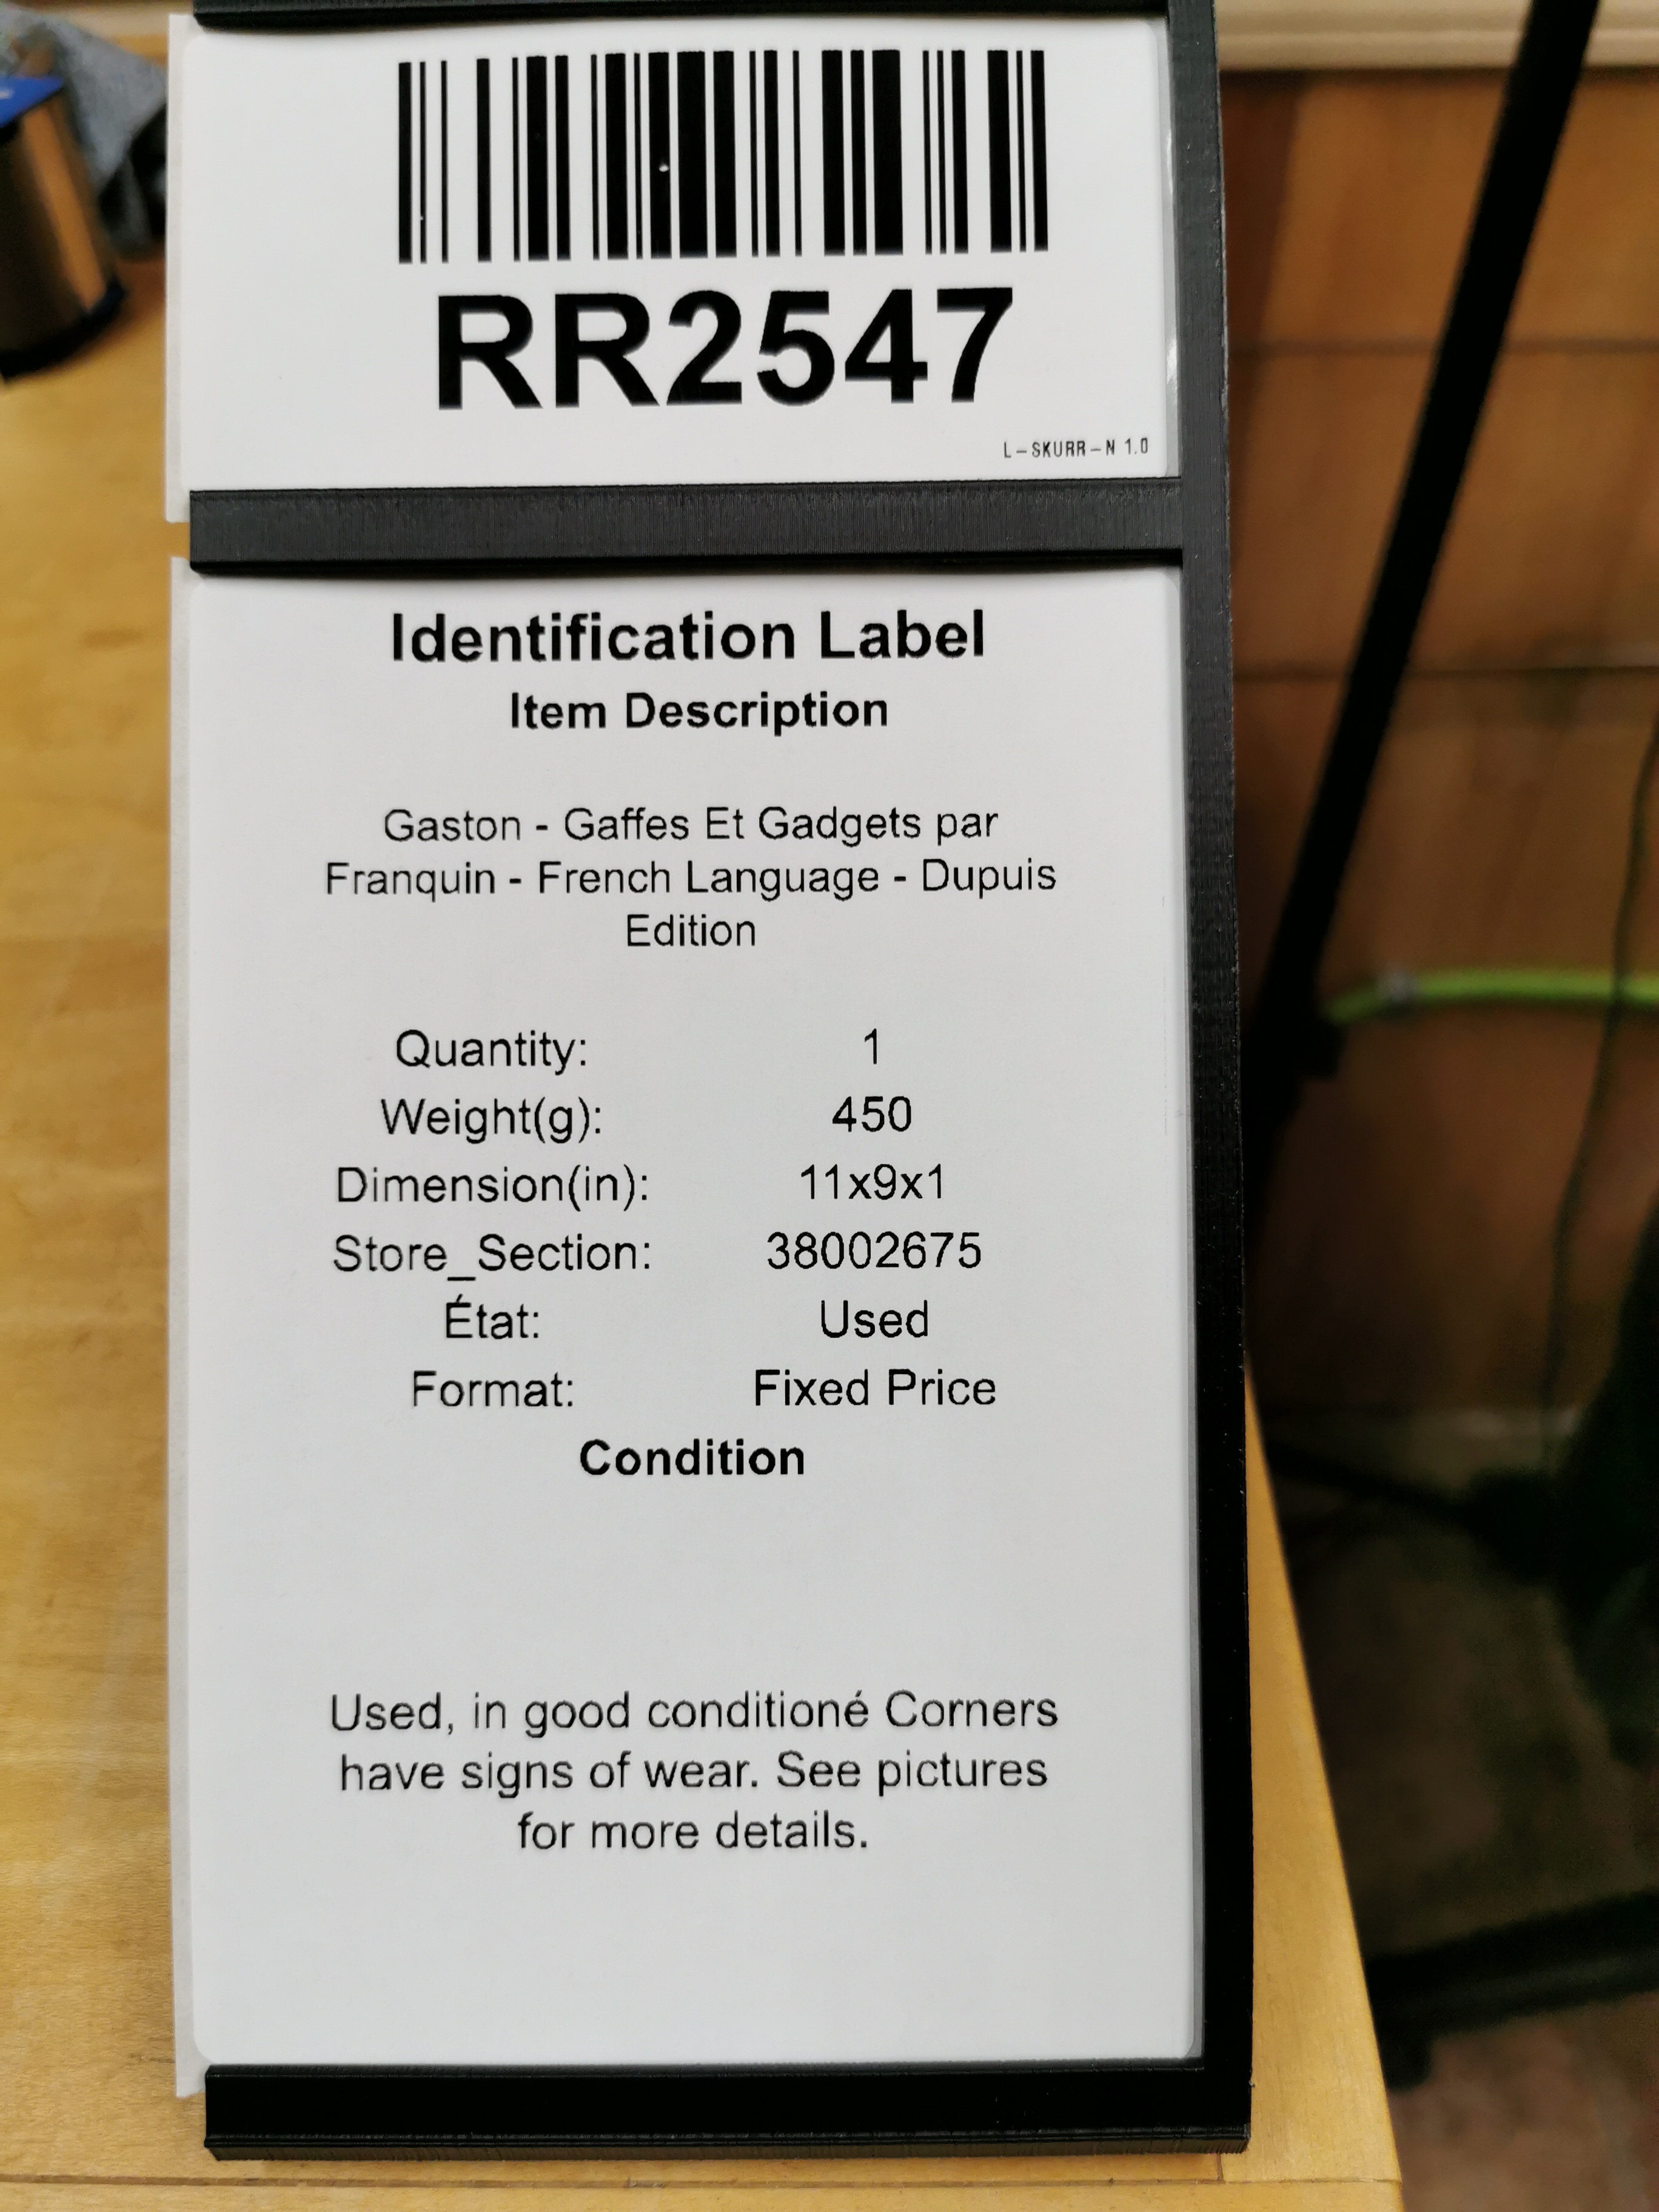 RR2547
L-SKURR-N 1.0
Identification Label
Item Description
Gaston - Gaffes Et Gadgets par
Franquin - French Language - Dupuis
Edition
Quantity: 1
Weight(g): 450
Dimension(in): 11x9x1
Store_Section: 38002675
État: Used
Format: Fixed Price
Condition
Used, in good conditioné Corners
have signs of wear. See pictures
for more details.